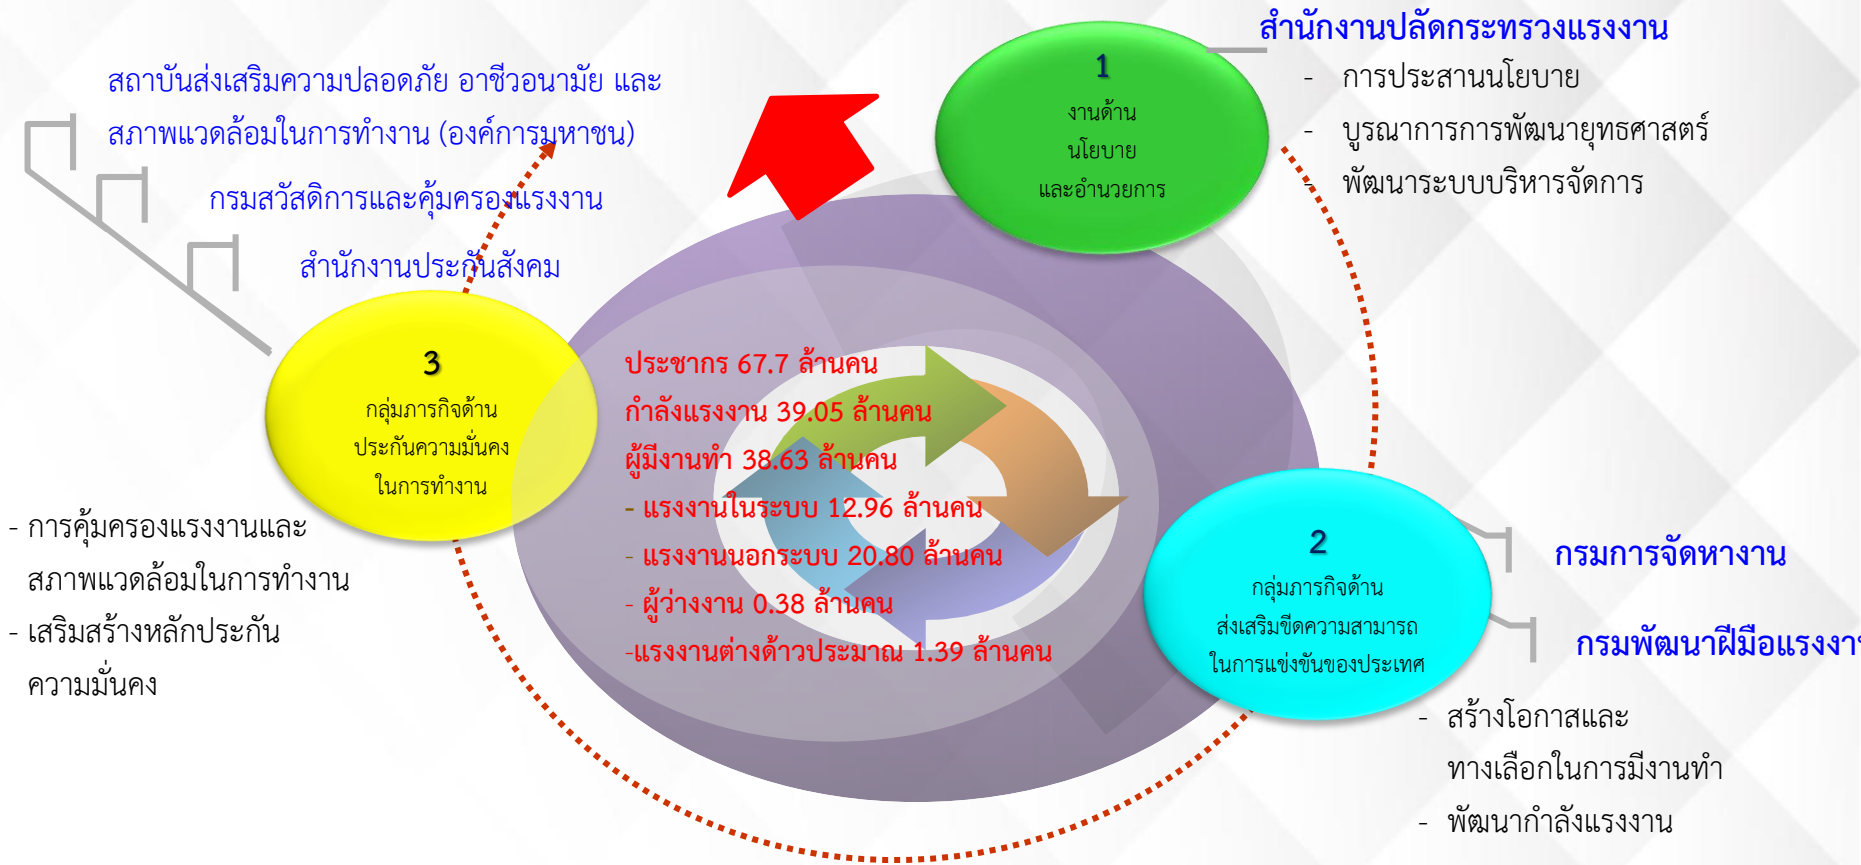 สำนักงานปลัดกระทรวงแรงงาน
- การประสานนโยบาย
- บูรณาการการพัฒนายุทธศาสตร์
- พัฒนาระบบบริหารจัดการ
1
งานด้าน
นโยบาย
และอำนวยการ
สถาบันส่งเสริมความปลอดภัย อาชีวอนามัย และ
สภาพแวดล้อมในการทำงาน (องค์การมหาชน)
กรมสวัสดิการและคุ้มครองแรงงาน
สำนักงานประกันสังคม
3
กลุ่มภารกิจด้าน
ประกันความมั่นคง
ในการทำงาน
- การคุ้มครองแรงงานและ
สภาพแวดล้อมในการทำงาน
- เสริมสร้างหลักประกัน
ความมั่นคง
ประชากร 67.7 ล้านคน
กำลังแรงงาน 39.05 ล้านคน
ผู้มีงานทำ 38.63 ล้านคน
- แรงงานในระบบ 12.96 ล้านคน
- แรงงานนอกระบบ 20.80 ล้านคน
- ผู้ว่างงาน 0.38 ล้านคน
-แรงงานต่างด้าวประมาณ 1.39 ล้านคน
2
กลุ่มภารกิจด้าน
ส่งเสริมขีดความสามารถ
ในการแข่งขันของประเทศ
กรมการจัดหางาน
กรมพัฒนาฝีมือแรงงาน
- สร้างโอกาสและ
ทางเลือกในการมีงานทำ
- พัฒนากำลังแรงงาน